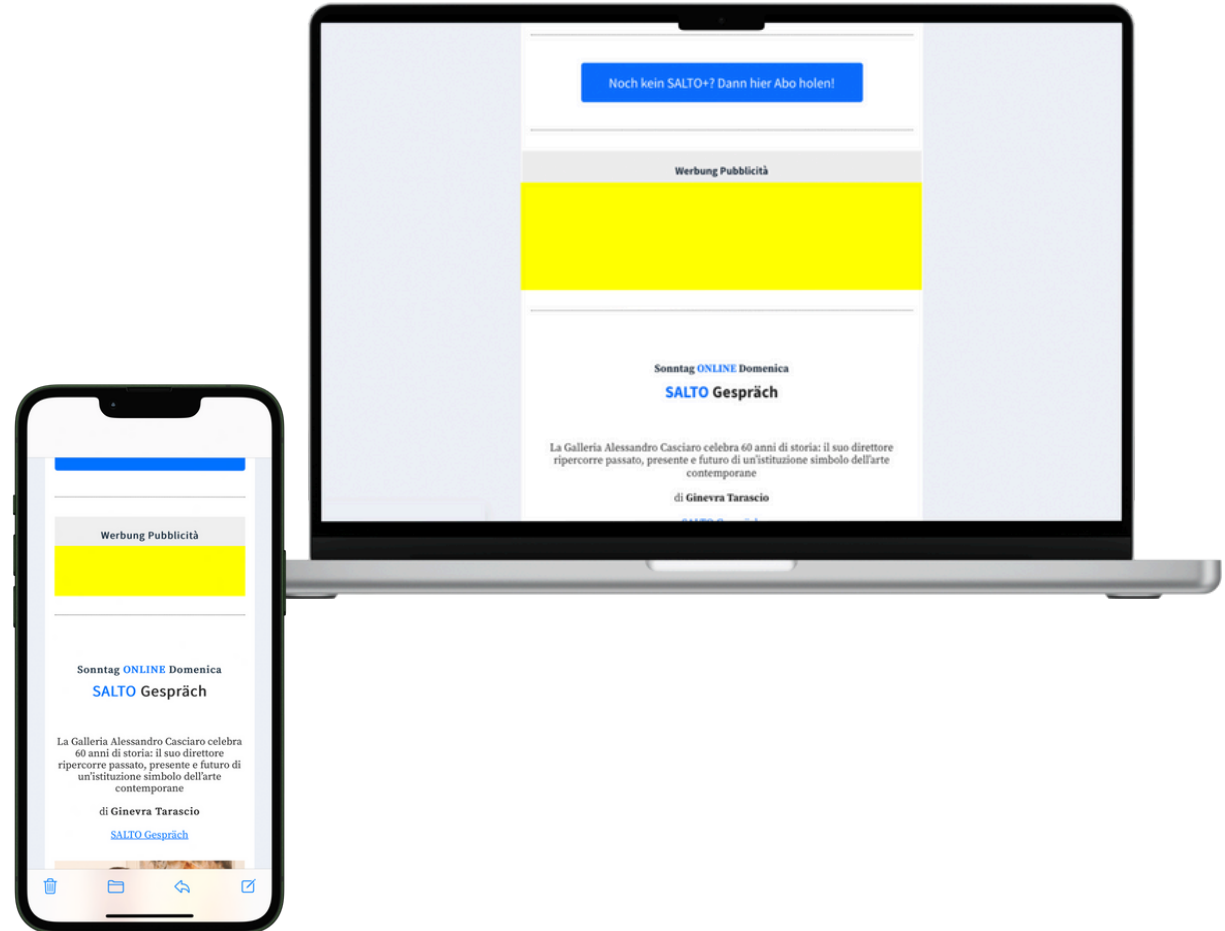 Noch kein SALTO+? Dann hier Abo holen!
Werbung Pubblicità
Sonntag ONLINE Domenica
SALTO Gespräch
La Galleria Alessandro Casciaro celebra 60 anni di storia: il suo direttore
ripercorre passato, presente e futuro di un'istituzione simbolo dell'arte
contemporane
di Ginevra Tarascio
SALTO Gespräch
Werbung Pubblicità
Sonntag ONLINE Domenica
SALTO Gespräch
La Galleria Alessandro Casciaro celebra
60 anni di storia: il suo direttore
ripercorre passato, presente e futuro di
un'istituzione simbolo dell'arte
contemporane
di Ginevra Tarascio
SALTO Gespräch